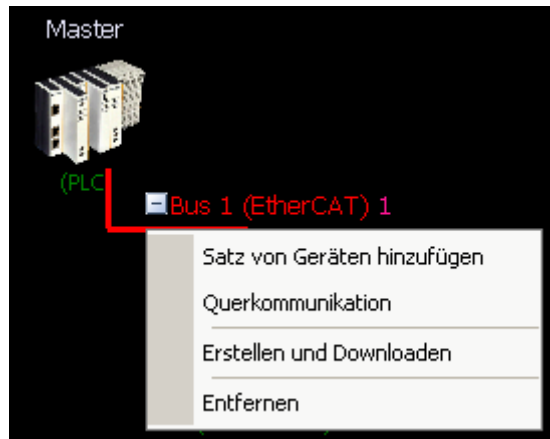 Master
(PLC
Bus 1 (EtherCAT) 1
Satz von Geräten hinzufügen
Querkommunikation
Erstellen und Downloaden
Entfernen